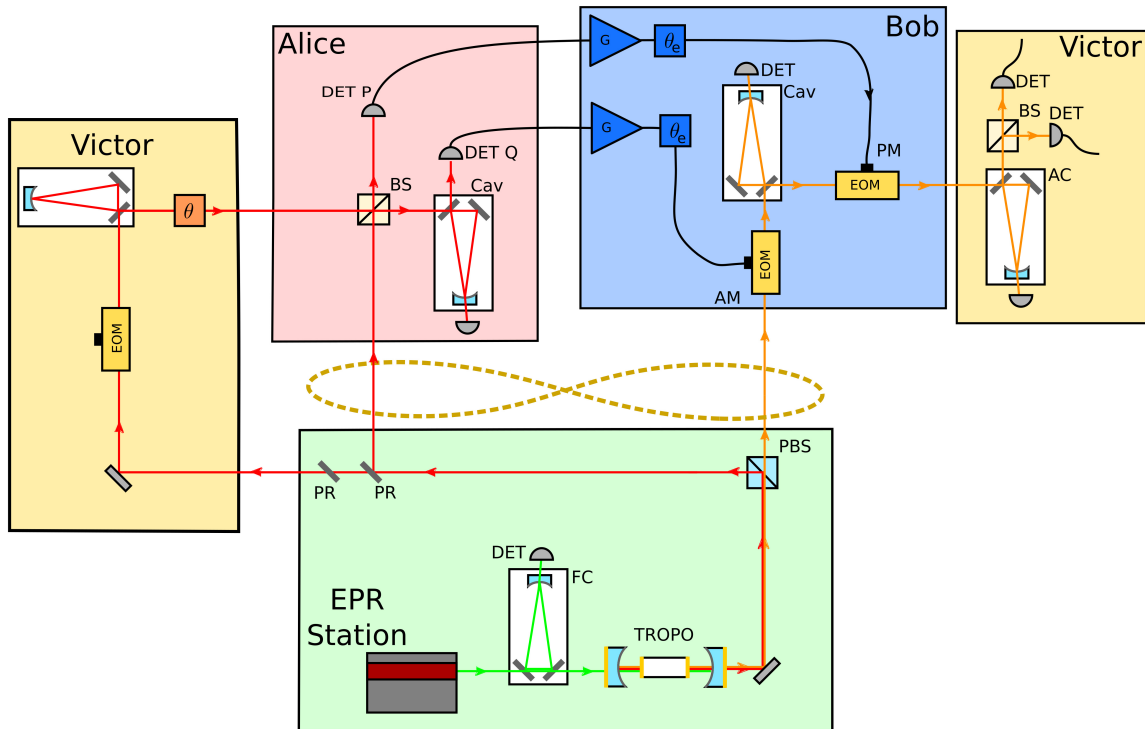 Alice
Bob
Victor
Victor
DET P
G
θe
DET
Cav
DET
BS
DET
G
θe
PM
DET Q
BS
Cav
EOM
AC
θ
EOM
AM
EOM
PBS
PR
PR
DET
FC
EPR
Station
TROPO